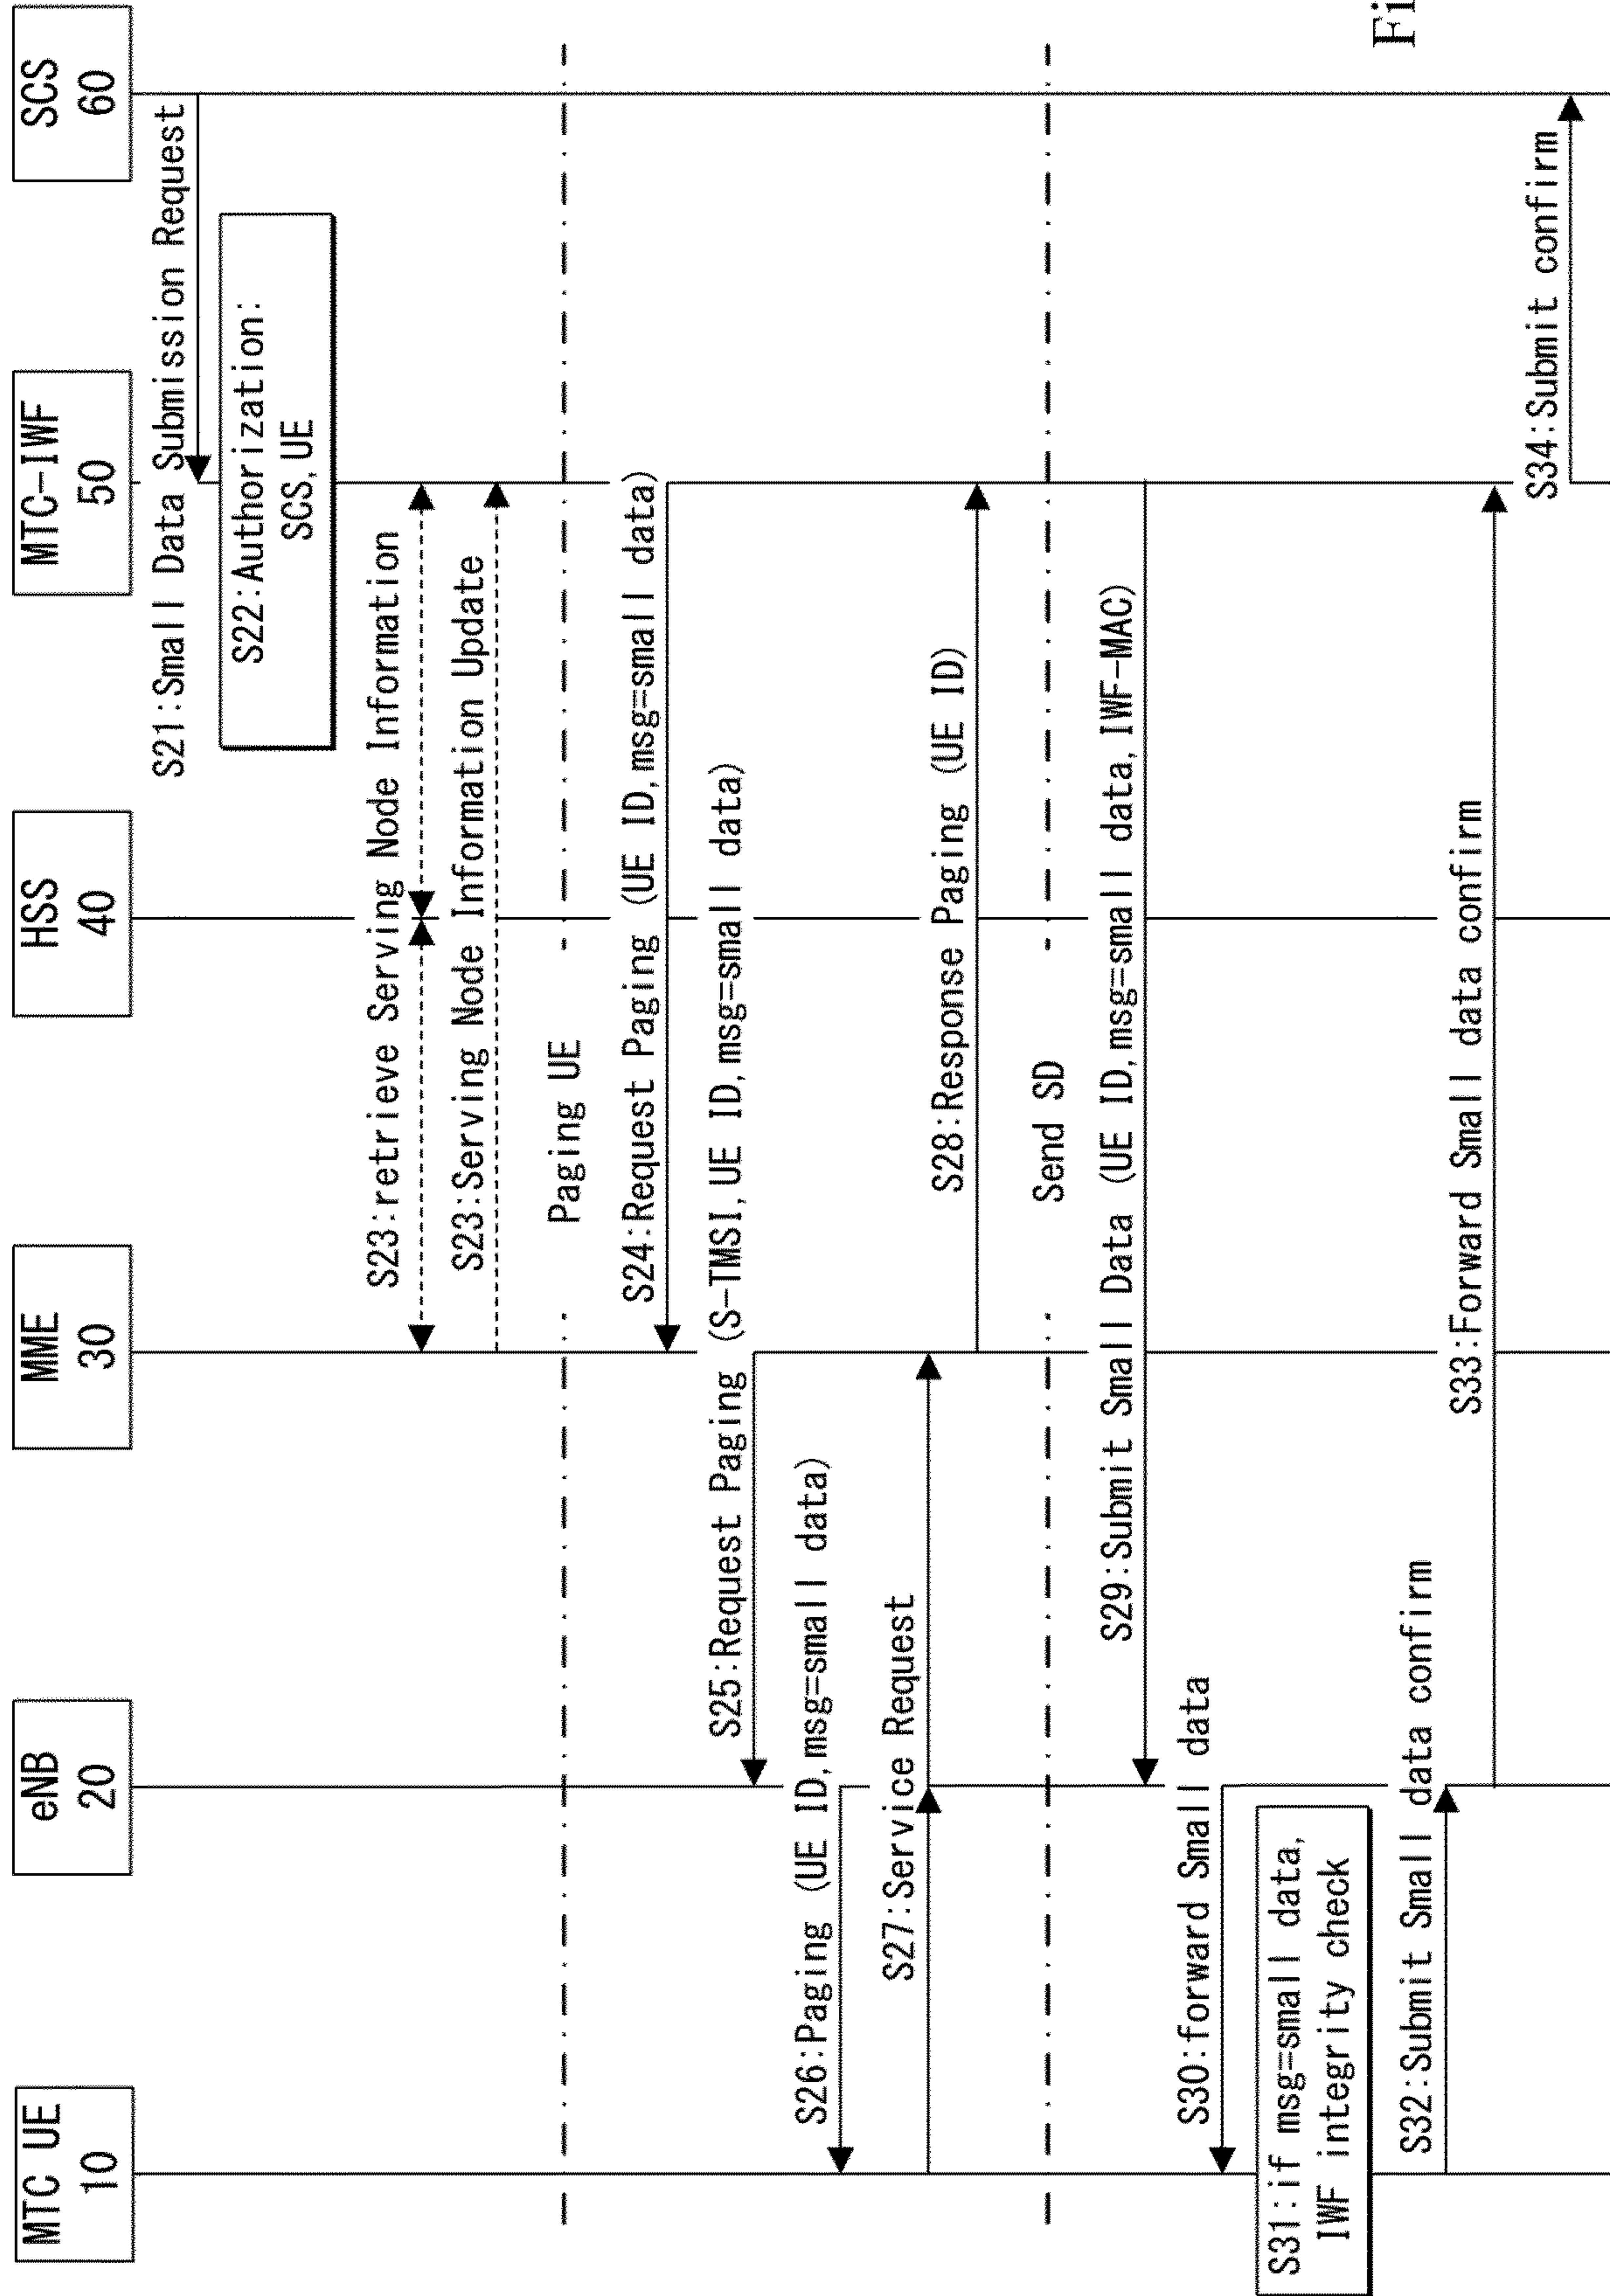 MTC UE
10
eNB
20
MME
30
HSS
40
MTC-IWF
50
SCS
60
S21:Small Data Submission Request
S22:Authorization:
SCS,UE
S23:retrieve Serving Node Information
S23:Serving Node Information Update
Paging UE
S24:Request Paging (UE ID,msg=small data)
S25:Request Paging (S-TMSI,UE ID,msg=small data)
S26:Paging (UE ID,msg=small data)
S27:Service Request
S28:Response Paging (UE ID)
Send SD
S29:Submit Small Data (UE ID,msg=small data,IWF-MAC)
S30:forward Small data
S31:if msg=small data,
IWF integrity check
S32:Submit Small data confirm
S33:Forward Small data confirm
S34:Submit confirm
Fi